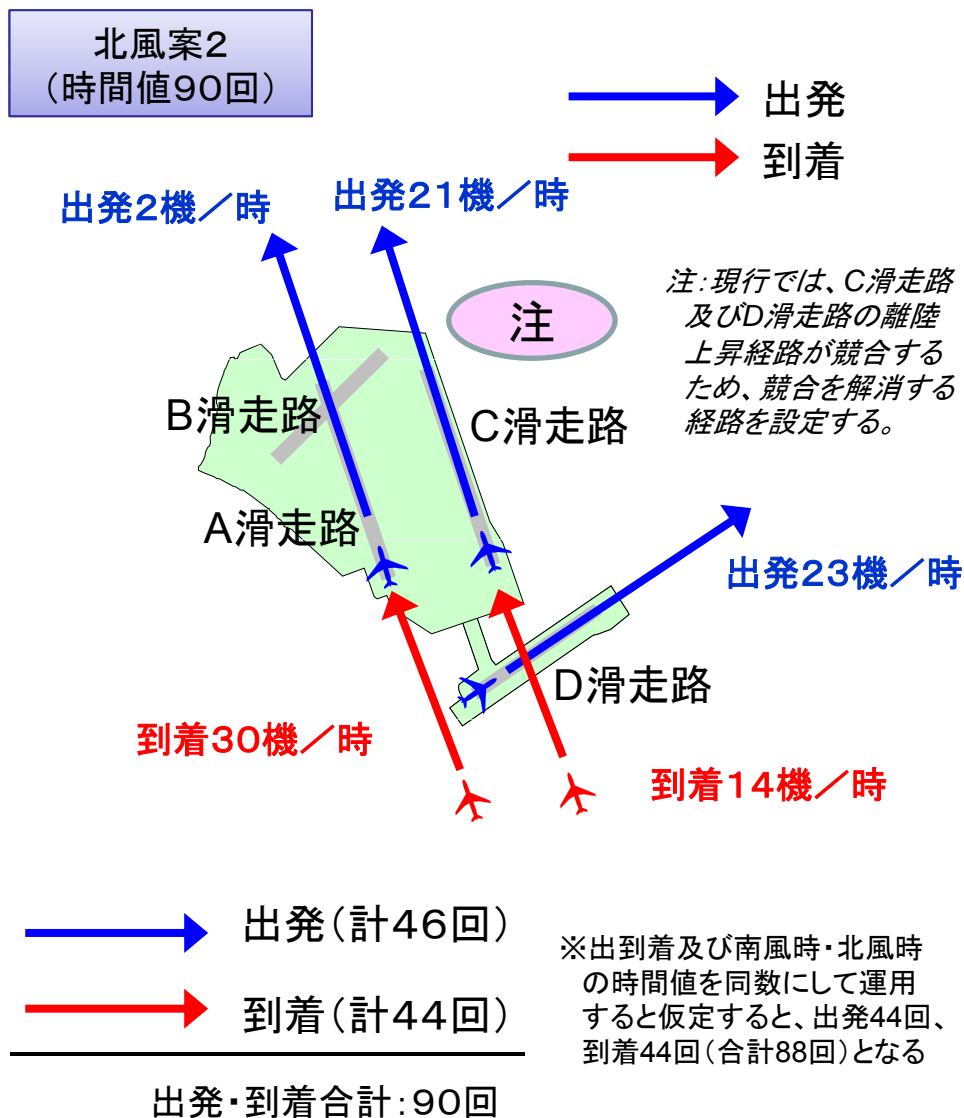 北風案２
（時間値９０回）
出発
到着
出発２機／時
出発２１機／時
注
注：現行では、Ｃ滑走路
及びＤ滑走路の離陸
上昇経路が競合する
ため、競合を解消する
経路を設定する。
B滑走路
C滑走路
A滑走路
出発２３機／時
D滑走路
到着３０機／時
到着１４機／時
出発（計４６回）
到着（計４４回）
出発・到着合計：９０回
※出到着及び南風時・北風時
の時間値を同数にして運用
すると仮定すると、出発４４回、
到着４４回（合計８８回）となる